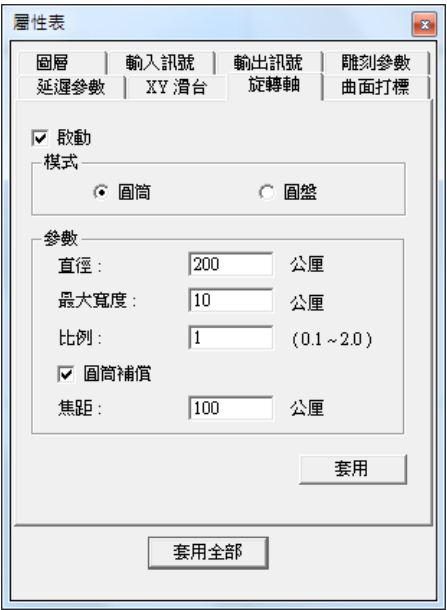 屬性表
圖層 輸入訊號 輸出訊號 雕刻參數
延遲參數 XY 滑台 旋轉軸 曲面打標
啟動
模式
圓筒 圓盤
參數
直徑 : 200 公厘
最大寬度 : 10 公厘
比例 : 1 (0.1~2.0)
圓筒補償
焦距 : 100 公厘
套用
套用全部